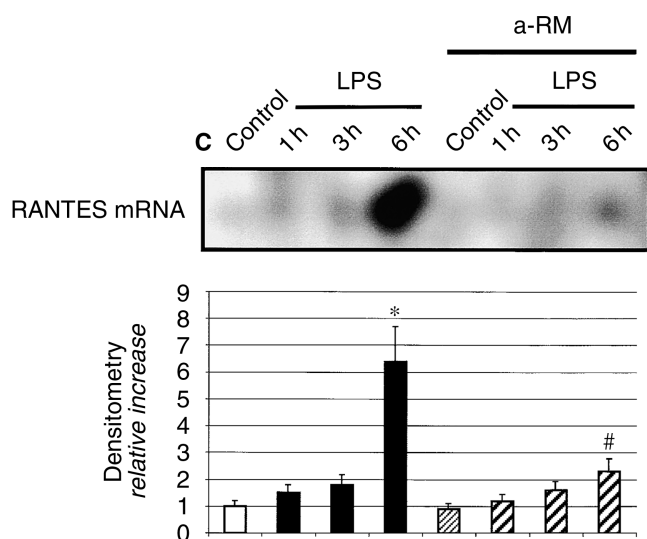 a-RM
LPS LPS
C Control 1 h 3 h 6 h Control 1 h 3 h 6 h
RANTES mRNA
Densitometry
relative increase
9
8
7
6
5
4
3
2
1
0
*
#